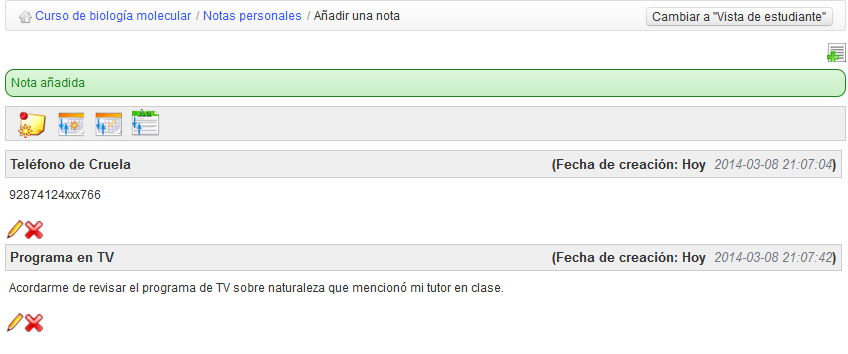 Curso de biología molecular / Notas personales / Añadir una nota
Cambiar a "Vista de estudiante"
Nota añadida
Teléfono de Cruela (Fecha de creación: Hoy 2014-03-08 21:07:04)
92874124xxx766
Programa en TV (Fecha de creación: Hoy 2014-03-08 21:07:42)
Acordarme de revisar el programa de TV sobre naturaleza que mencionó mi tutor en clase.